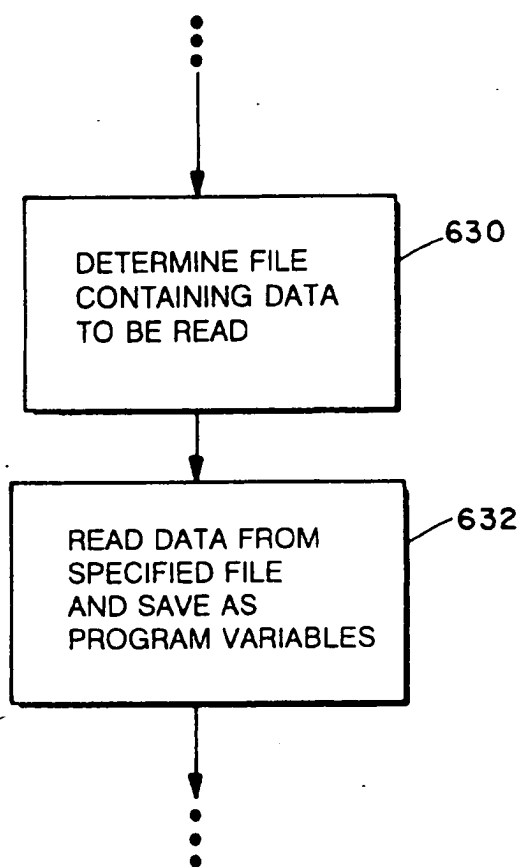 DETERMINE FILE
CONTAINING DATA
TO BE READ
630
READ DATA FROM
SPECIFIED FILE
AND SAVE AS
PROGRAM VARIABLES
632